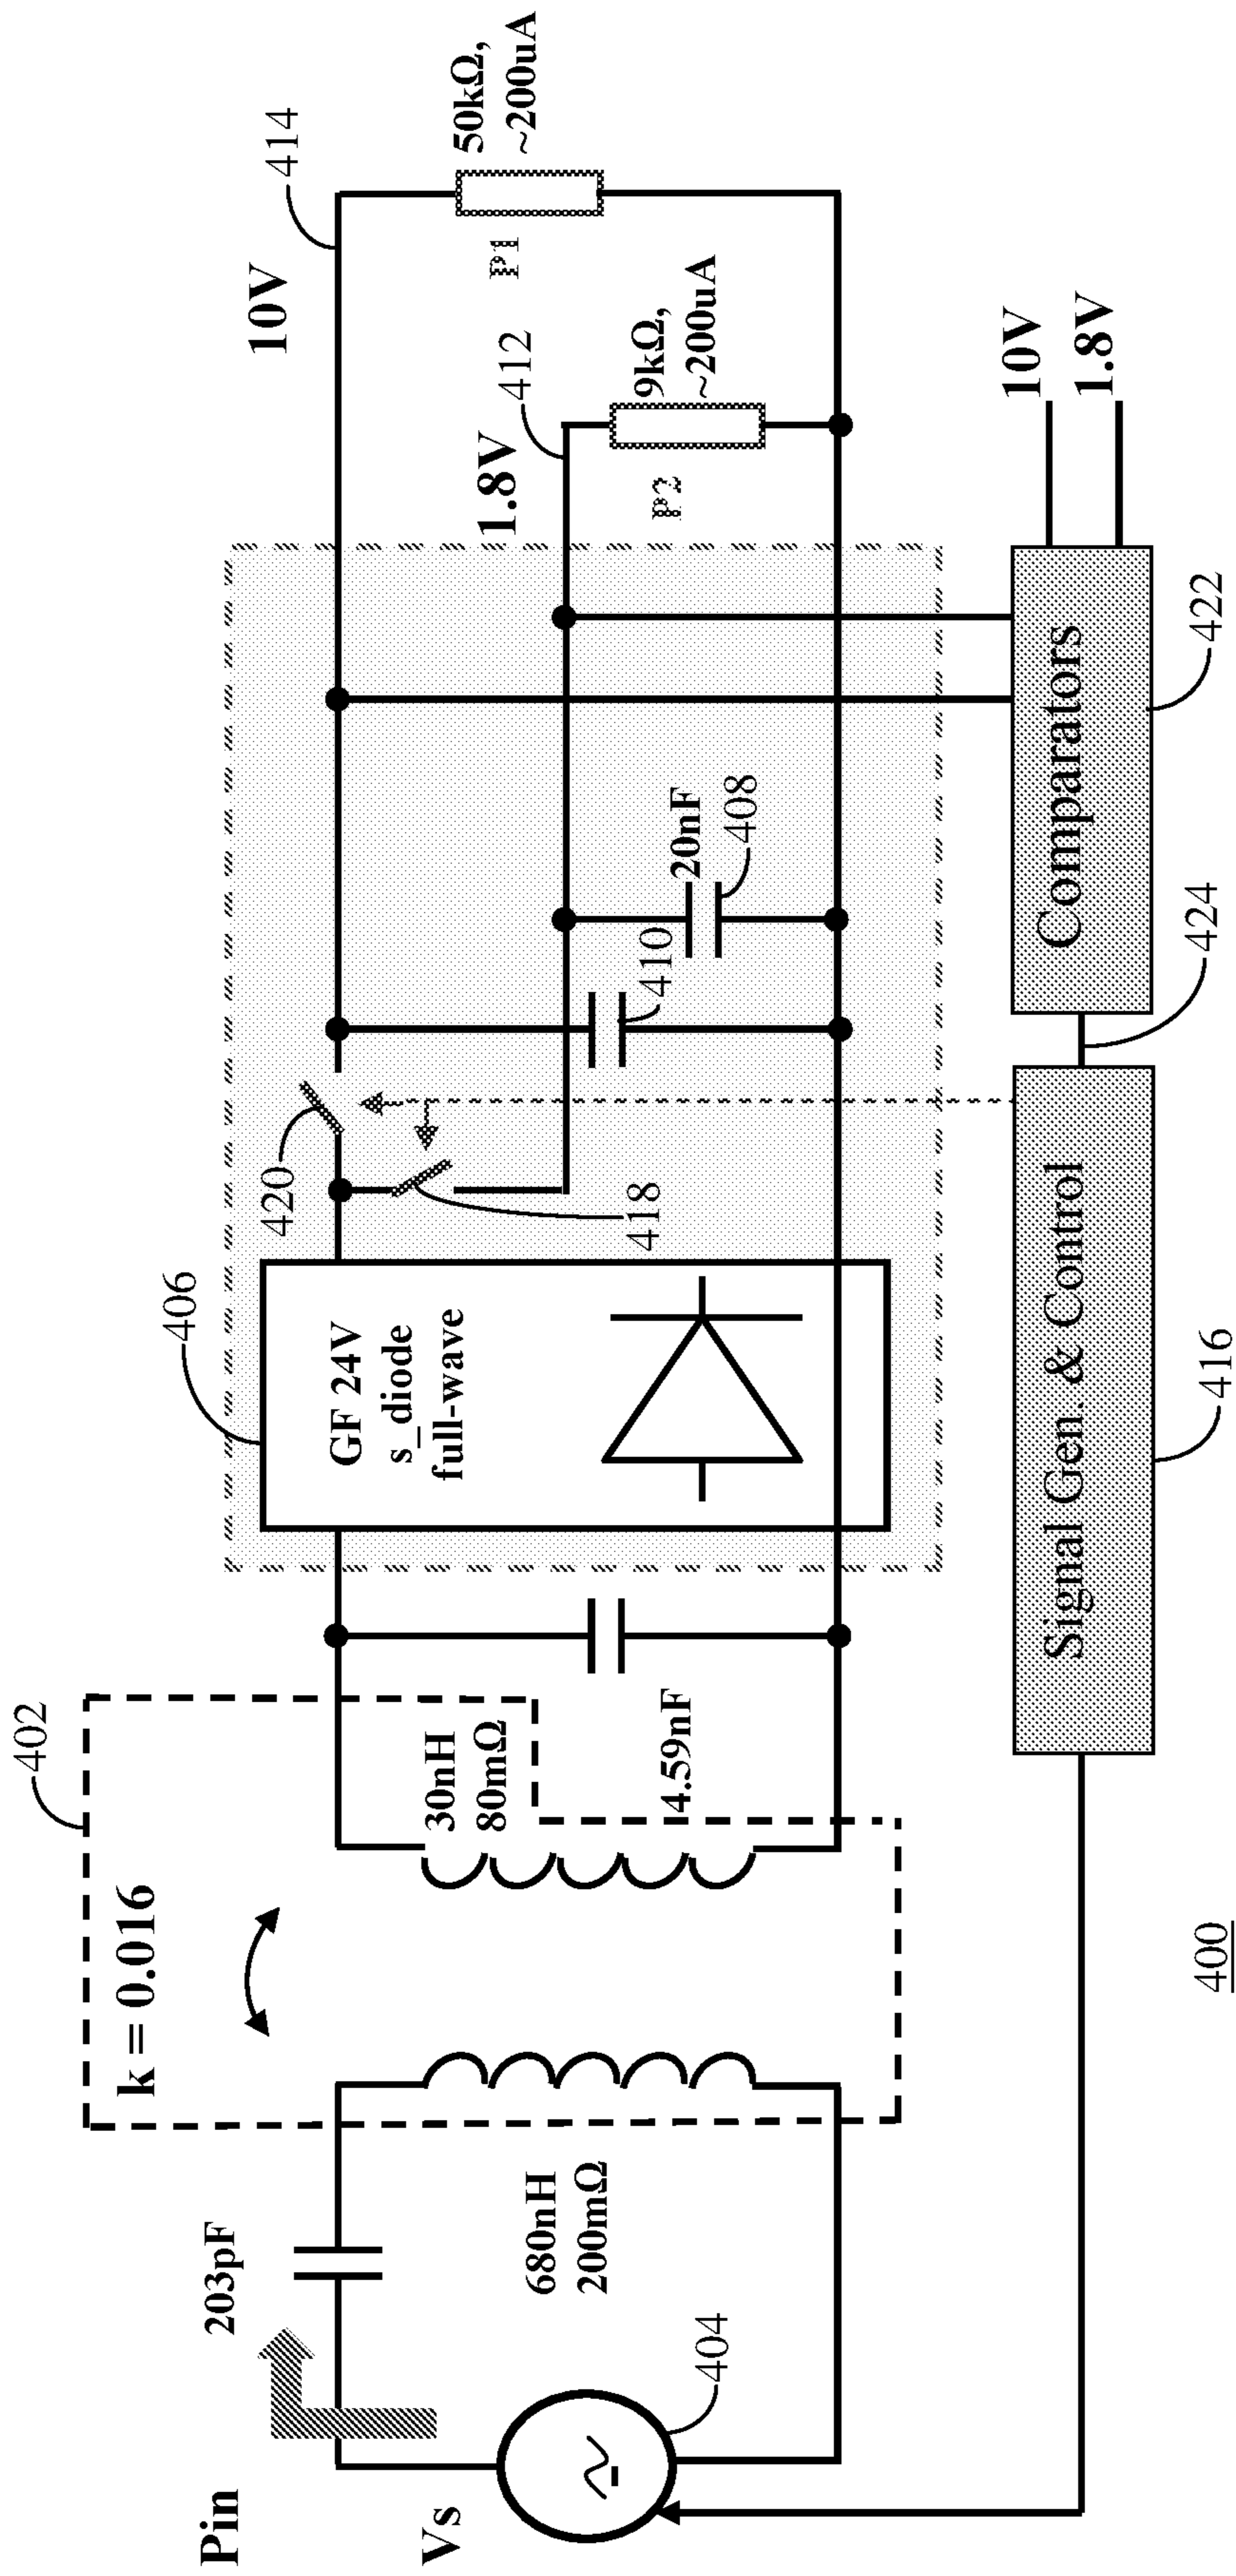 402
k = 0.016
Pin
203pF
Vs
680nH
200mΩ
404
30nH
80mΩ
4.59nF
406
GF 24V
s_diode
full-wave
420
418
410
20nF
408
10V
414
1.8V
412
P1
50kΩ,
~200uA
P2
9kΩ,
~200uA
Signal Gen. & Control
416
424
Comparators
422
10V
1.8V
400